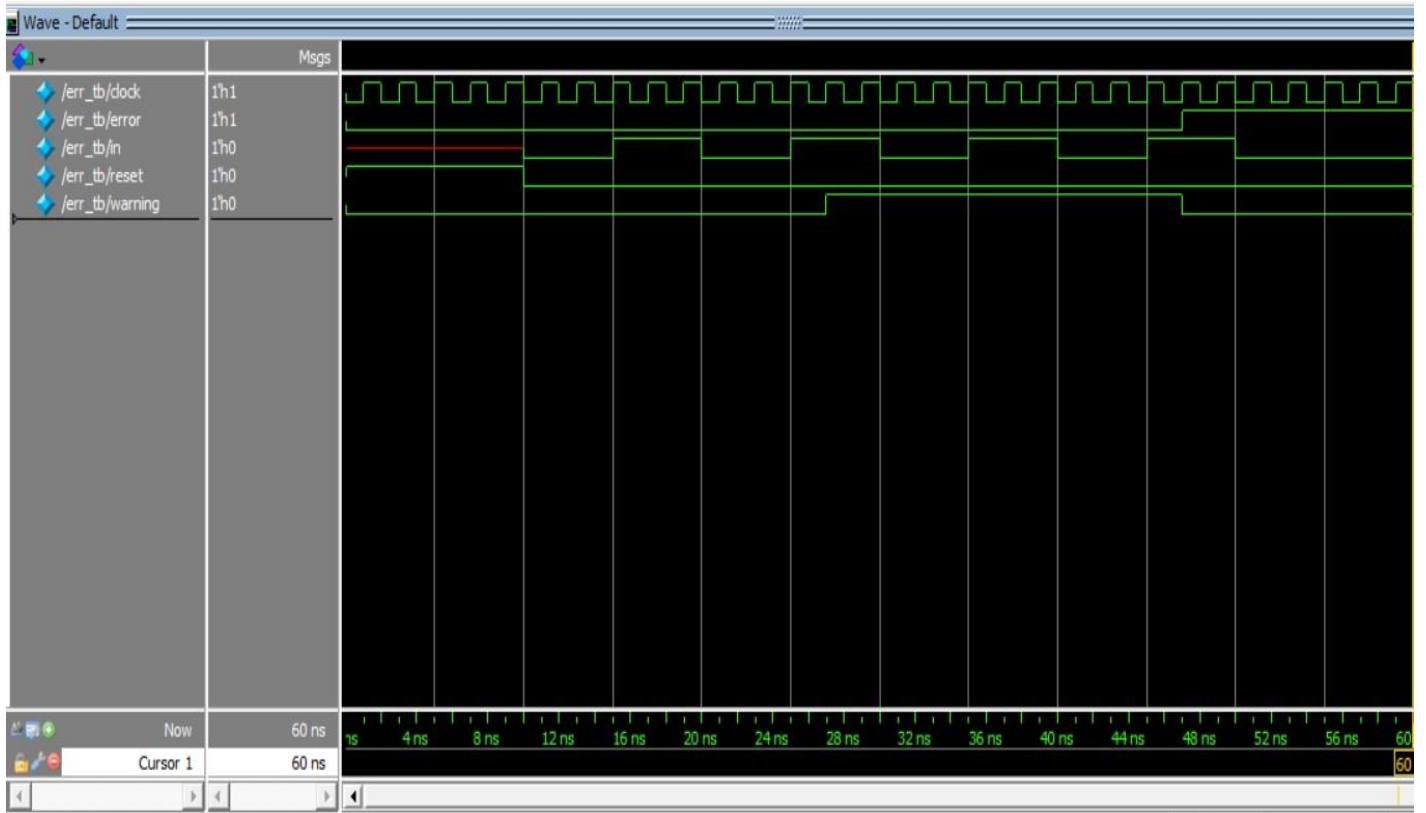 Wave - Default
Msgs
/err_tb/clock 1'h1
/err_tb/error 1'h1
/err_tb/in 1'h0
/err_tb/reset 1'h0
/err_tb/warning 1'h0
Now 60 ns
ns 4 ns 8 ns 12 ns 16 ns 20 ns 24 ns 28 ns 32 ns 36 ns 40 ns 44 ns 48 ns 52 ns 56 ns 60
Cursor 1 60 ns
60